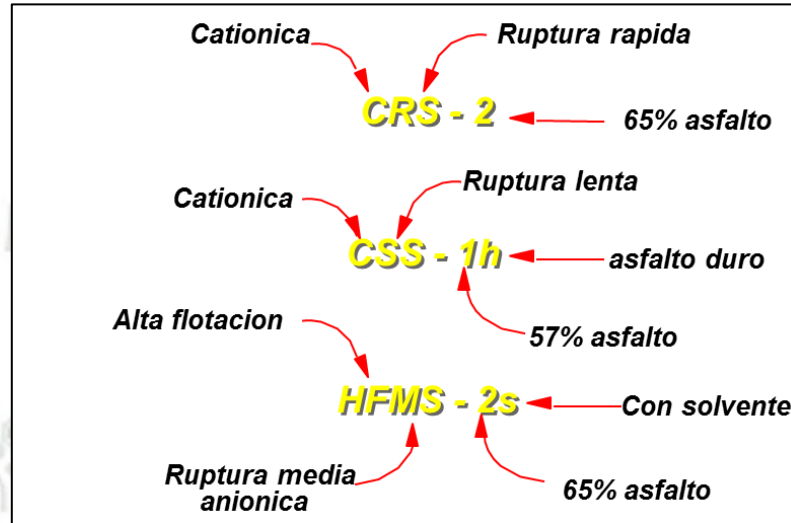 Cationica
Ruptura rapida
CRS - 2
65% asfalto
Cationica
Ruptura lenta
CSS - 1h
asfalto duro
57% asfalto
Alta flotacion
HFMS - 2s
Con solvente
Ruptura media
anionica
65% asfalto